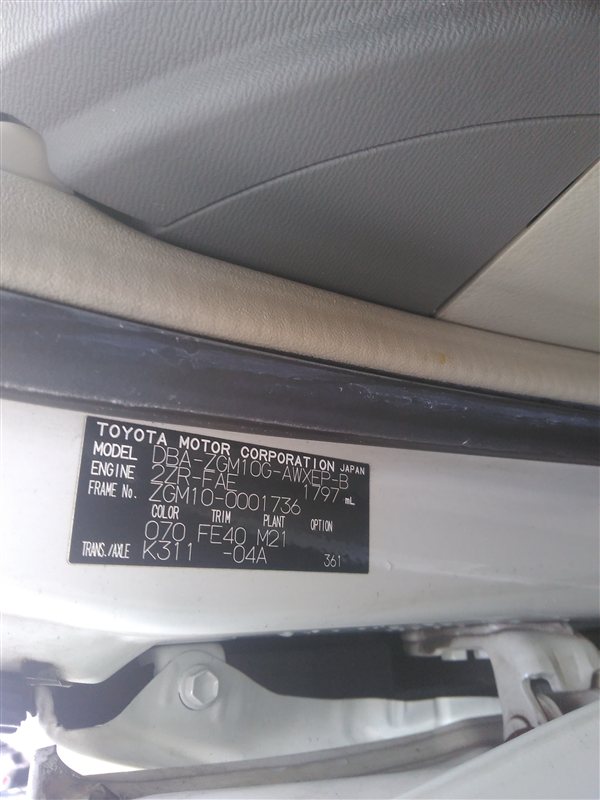 TOYOTA MOTOR CORPORATION JAPAN
MODEL DBA-ZGM10G-AWXEP-B
ENGINE 2ZR-FAE 1797 mL
FRAME No. ZGM10-0001736
COLOR TRIM PLANT OPTION
070 FE40 M21
TRANS./AXLE K311 -04A 361